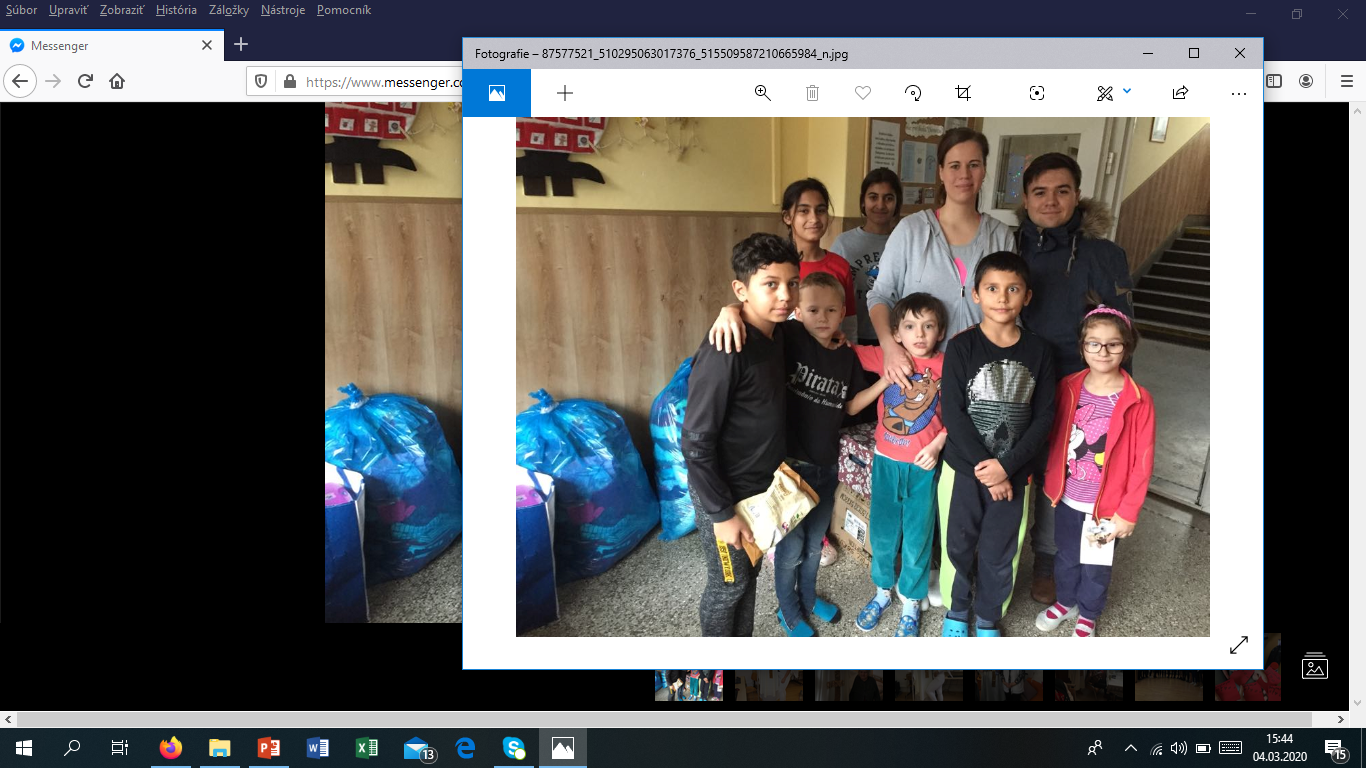 Súbor Upraviť Zobraziť História Záložky Nástroje Pomocník
Messenger
Fotografie – 87577521_510295063017376_515509587210665984_n.jpg
https://www.messenger.co
Pirata's
13
15:44
04.03.2020
15